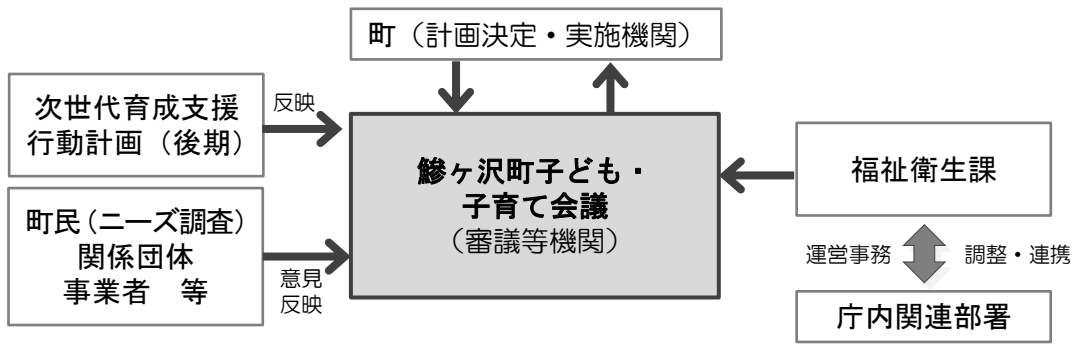 町（計画決定・実施機関）
次世代育成支援
行動計画（後期）
反映
鰺ヶ沢町子ども・
子育て会議
（審議等機関）
福祉衛生課
町民（ニーズ調査）
関係団体
事業者　等
意見
反映
運営事務
調整・連携
庁内関連部署